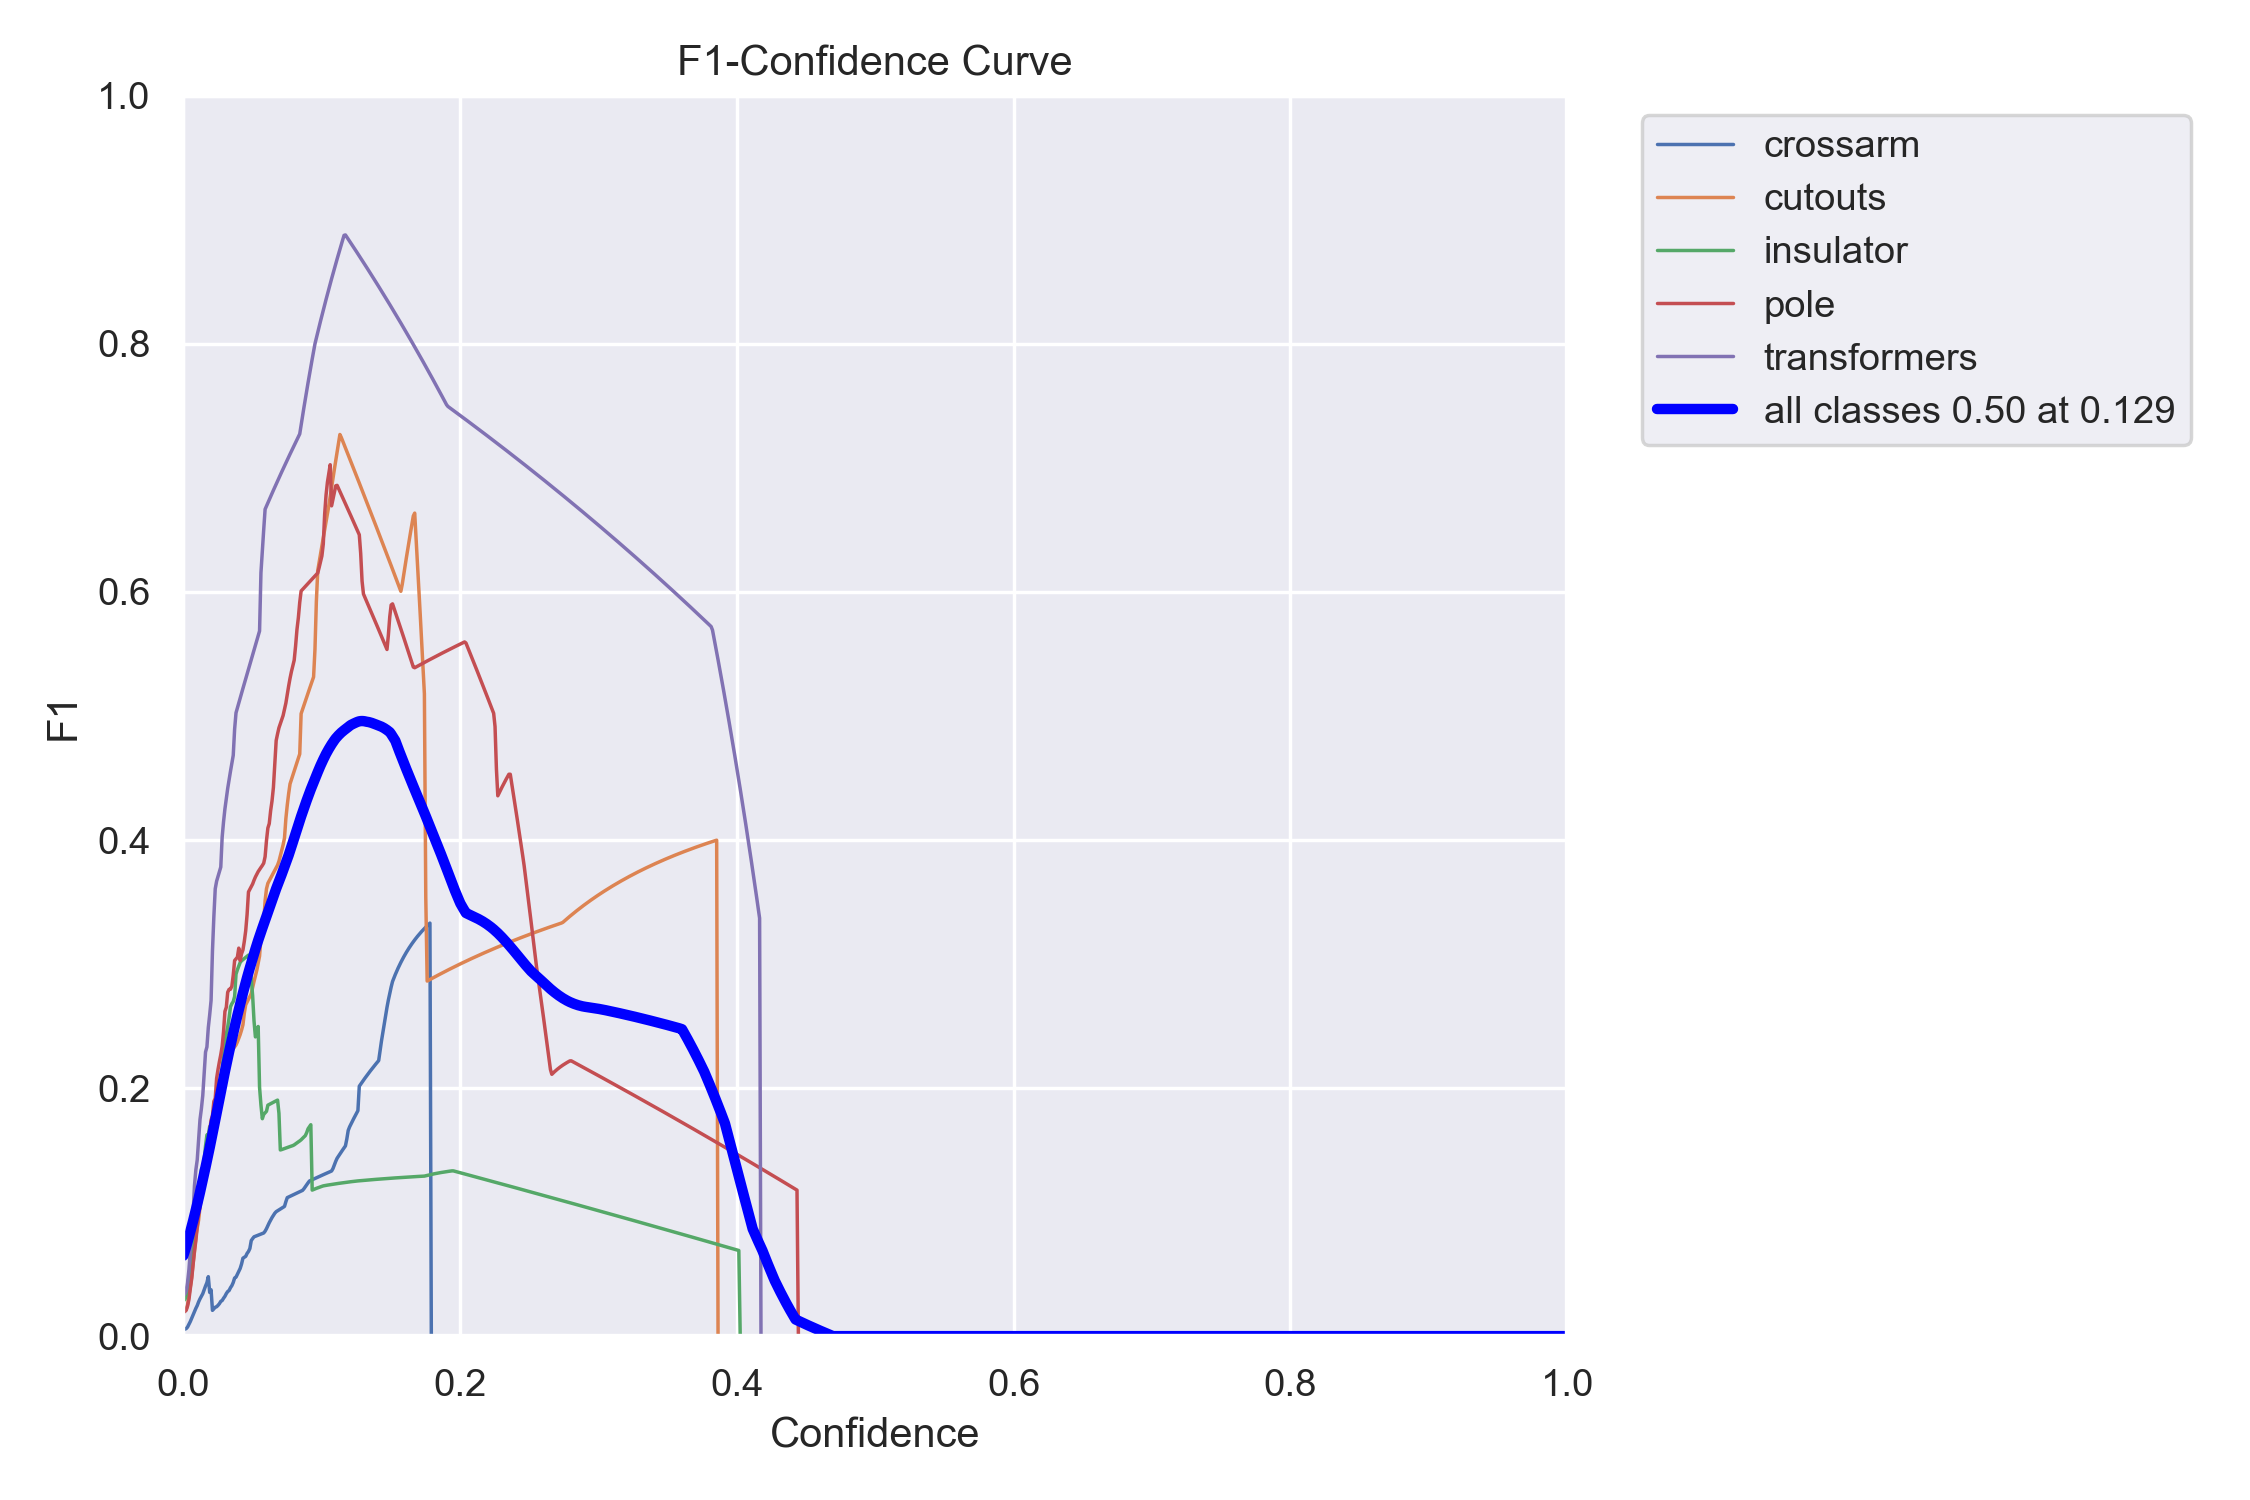 F1-Confidence Curve
1.0
0.8
0.6
0.4
0.2
0.0
F1
0.0 0.2 0.4 0.6 0.8 1.0
Confidence
crossarm
cutouts
insulator
pole
transformers
all classes 0.50 at 0.129